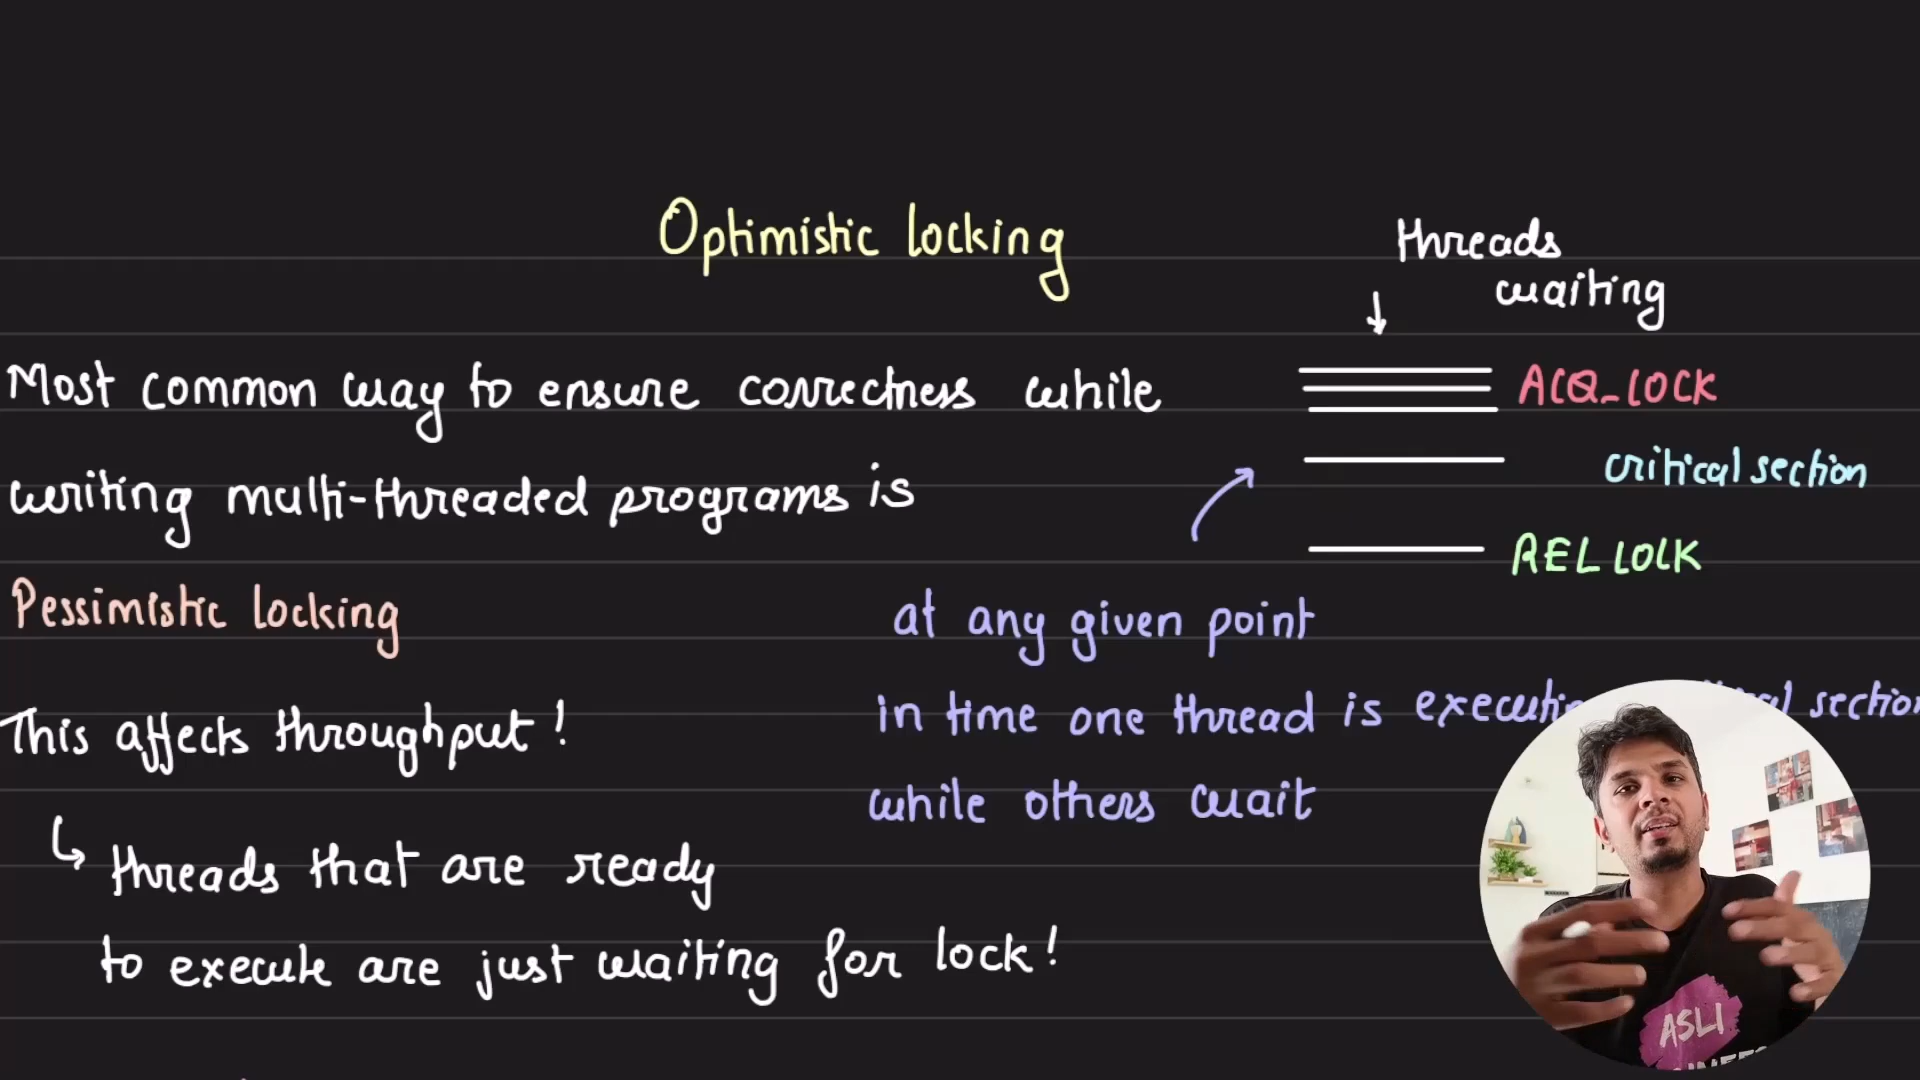 Optimistic locking
threads
waiting
Most common way to ensure correctness while
ACQ_LOCK
critical section
writing multi-threaded programs is
REL LOCK
Pessimistic locking
at any given point
This affects throughput!
in time one thread is section
while others wait
threads that are ready
to execute are just waiting for lock!
ASLI